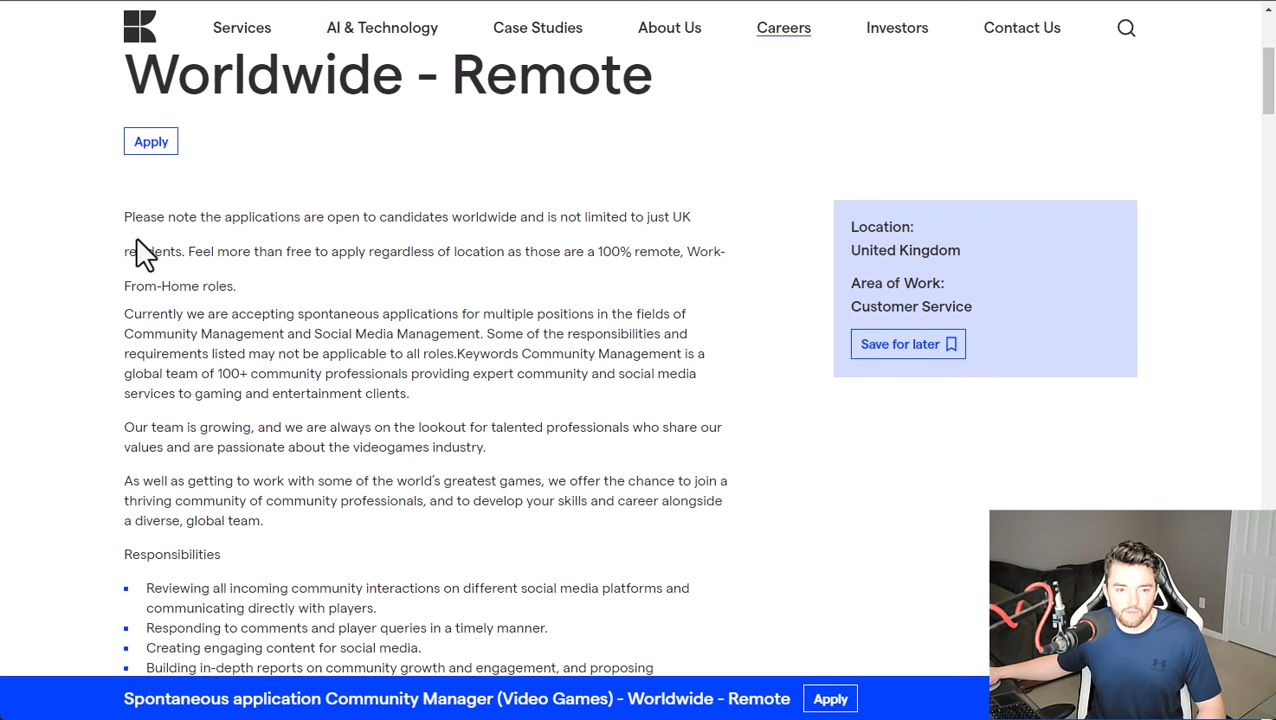 Services AI & Technology Case Studies About Us Careers Investors Contact Us
Worldwide - Remote
Apply
Please note the applications are open to candidates worldwide and is not limited to just UK
residents. Feel more than free to apply regardless of location as those are a 100% remote, Work-
From-Home roles.
Currently we are accepting spontaneous applications for multiple positions in the fields of
Community Management and Social Media Management. Some of the responsibilities and
requirements listed may not be applicable to all roles.Keywords Community Management is a
global team of 100+ community professionals providing expert community and social media
services to gaming and entertainment clients.
Our team is growing, and we are always on the lookout for talented professionals who share our
values and are passionate about the videogames industry.
As well as getting to work with some of the world's greatest games, we offer the chance to join a
thriving community of community professionals, and to develop your skills and career alongside
a diverse, global team.
Responsibilities
Reviewing all incoming community interactions on different social media platforms and
communicating directly with players.
Responding to comments and player queries in a timely manner.
Creating engaging content for social media.
Building in-depth reports on community growth and engagement, and proposing
Location:
United Kingdom
Area of Work:
Customer Service
Save for later
Spontaneous application Community Manager (Video Games) - Worldwide - Remote Apply